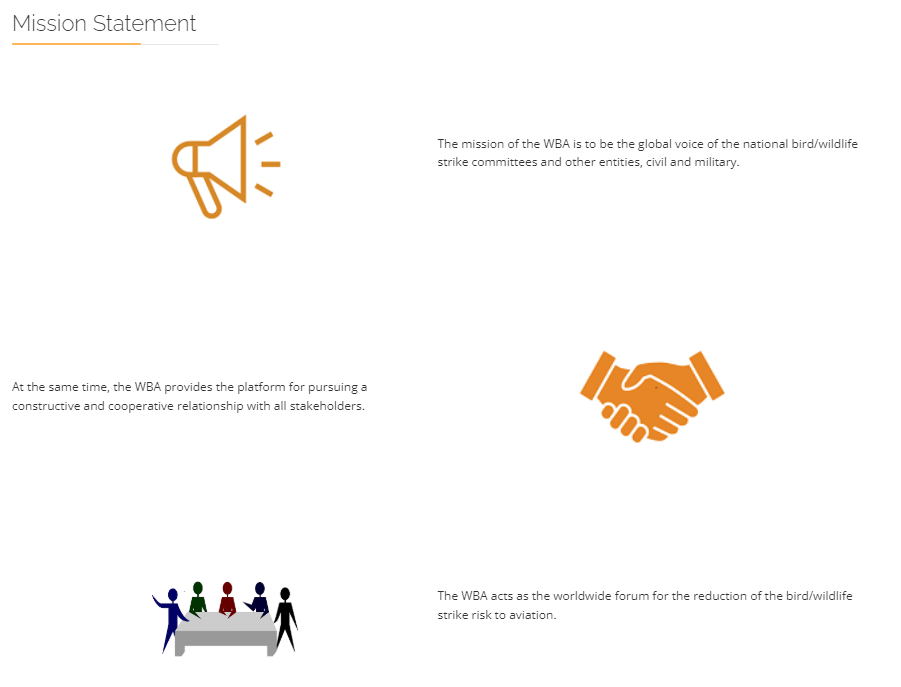 Mission Statement
The mission of the WBA is to be the global voice of the national bird/wildlife
strike committees and other entities, civil and military.
At the same time, the WBA provides the platform for pursuing a
constructive and cooperative relationship with all stakeholders.
The WBA acts as the worldwide forum for the reduction of the bird/wildlife
strike risk to aviation.